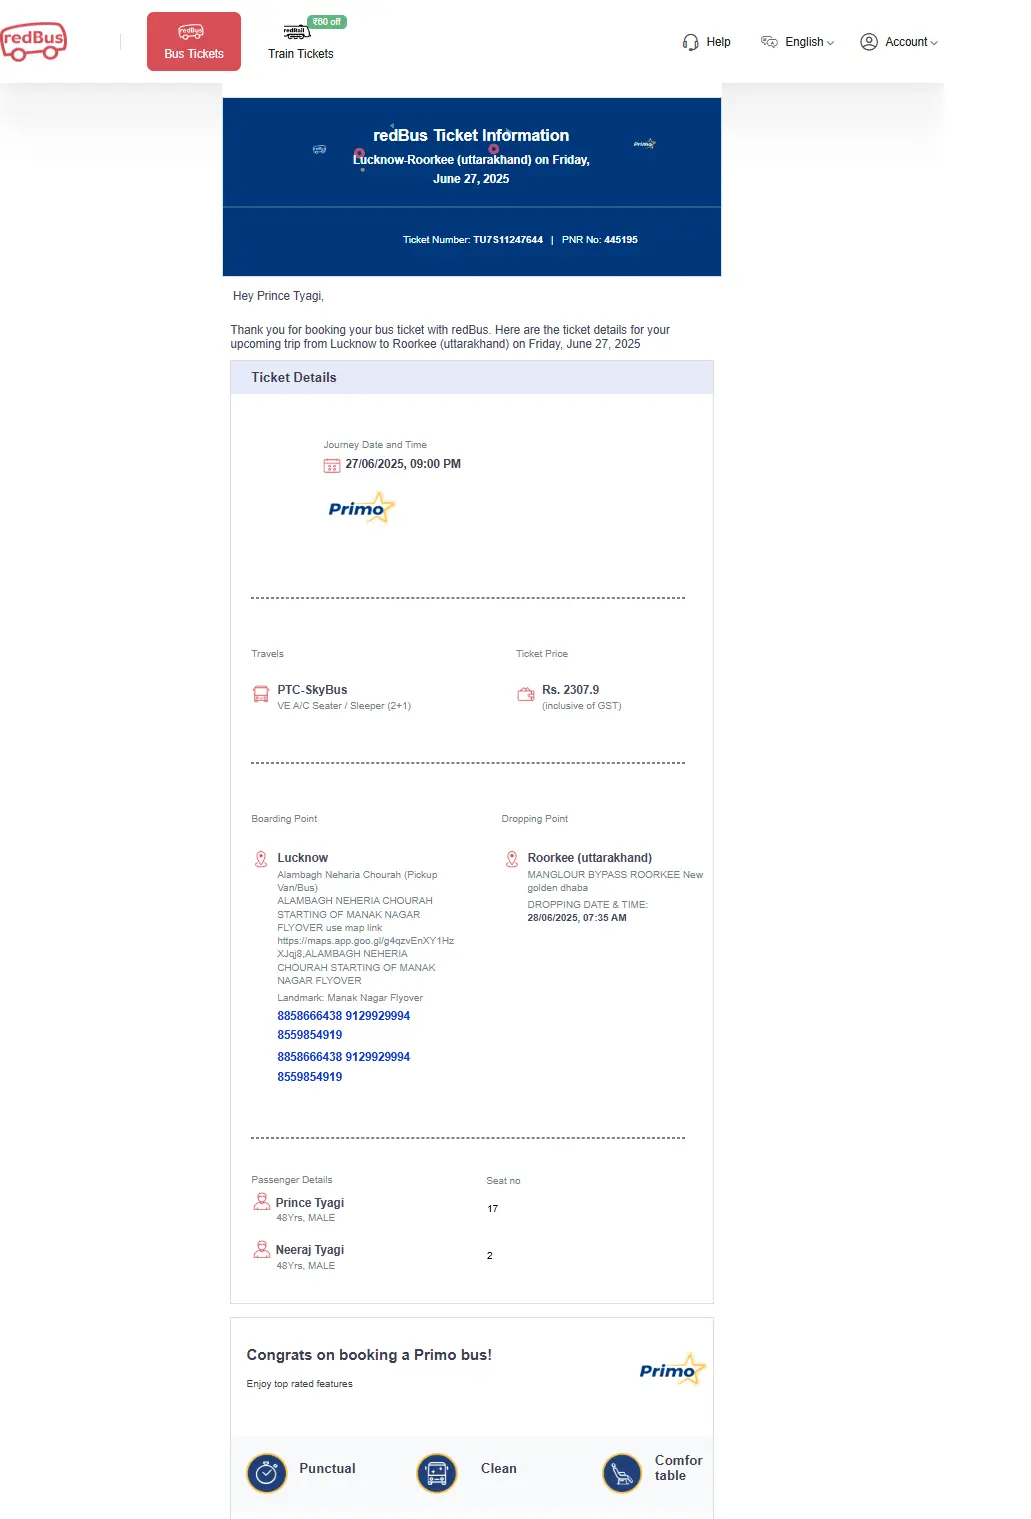 redBus
redBus
Bus Tickets
redRail
₹60 off
Train Tickets
Help
English
Account
redBus Ticket Information
Lucknow-Roorkee (uttarakhand) on Friday,
June 27, 2025
Primo
Ticket Number: TU7S11247644 | PNR No: 445195
Hey Prince Tyagi,
Thank you for booking your bus ticket with redBus. Here are the ticket details for your
upcoming trip from Lucknow to Roorkee (uttarakhand) on Friday, June 27, 2025
Ticket Details
Journey Date and Time
27/06/2025, 09:00 PM
Primo
Travels
PTC-SkyBus
VE A/C Seater / Sleeper (2+1)
Ticket Price
Rs. 2307.9
(inclusive of GST)
Boarding Point
Lucknow
Alambagh Neharia Chourah (Pickup
Van/Bus)
ALAMBAGH NEHERIA CHOURAH
STARTING OF MANAK NAGAR
FLYOVER use map link
https://maps.app.goo.gl/g4qzvEnXY1Hz
XJqj8,ALAMBAGH NEHERIA
CHOURAH STARTING OF MANAK
NAGAR FLYOVER
Landmark: Manak Nagar Flyover
8858666438 9129929994
8559854919
8858666438 9129929994
8559854919
Dropping Point
Roorkee (uttarakhand)
MANGLOUR BYPASS ROORKEE New
golden dhaba
DROPPING DATE & TIME:
28/06/2025, 07:35 AM
Passenger Details
Seat no
Prince Tyagi
48Yrs, MALE
17
Neeraj Tyagi
48Yrs, MALE
2
Congrats on booking a Primo bus!
Enjoy top rated features
Primo
Punctual
Clean
Comfor
table